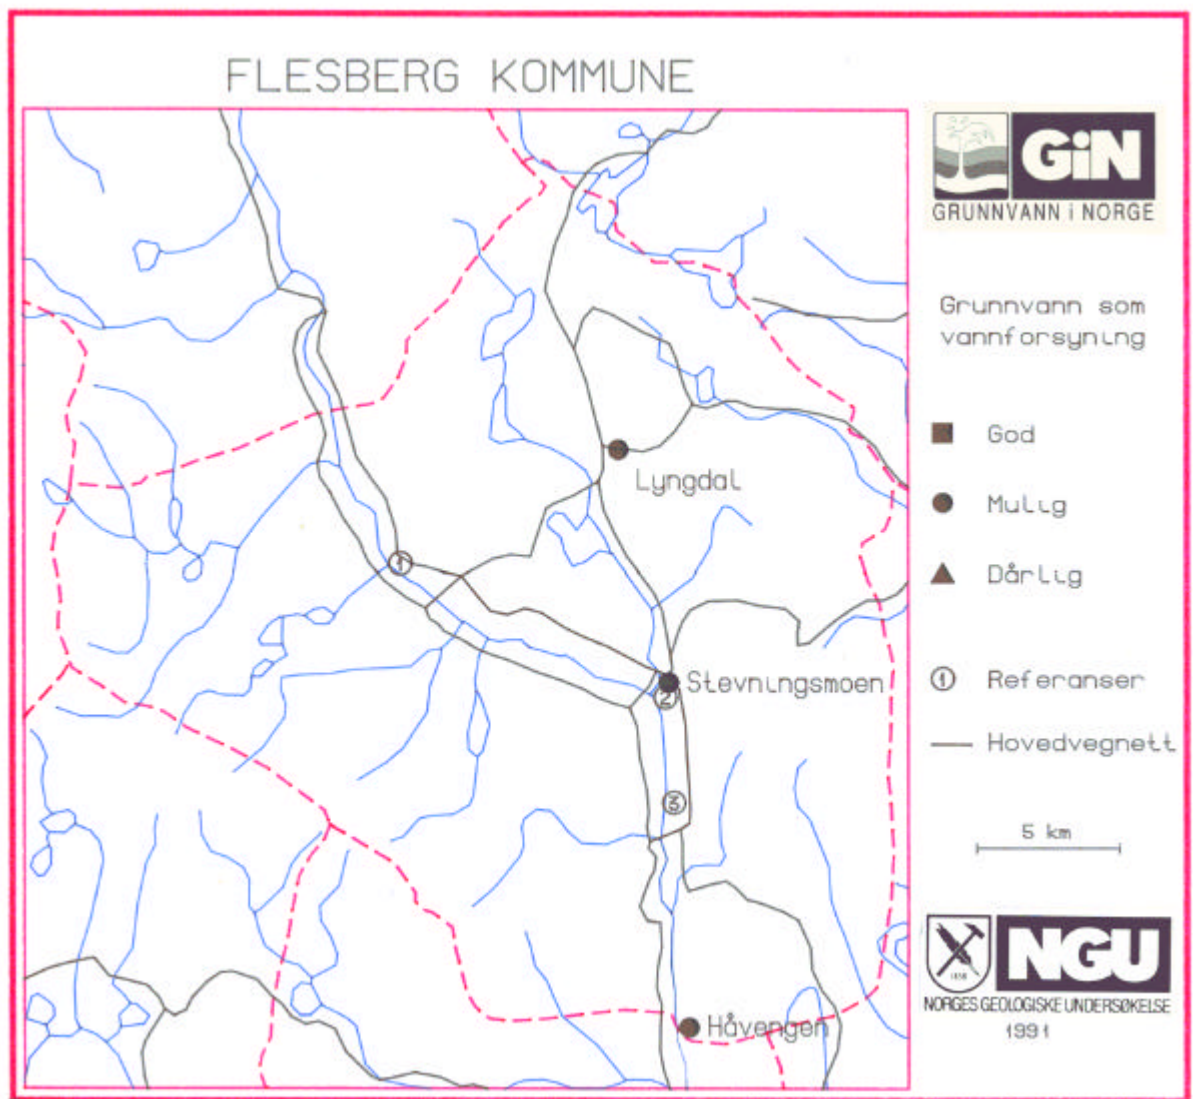 FLESBERG KOMMUNE
GiN
GRUNNVANN i NORGE
Grunnvann som
vannforsyning
God
Mulig
Dårlig
1 Referanser
Hovedvegnett
5 km
Lyngdal
1
Stevningsmoen
2
3
Håvengen
NGU
NORGES GEOLOGISKE UNDERSØKELSE
1991